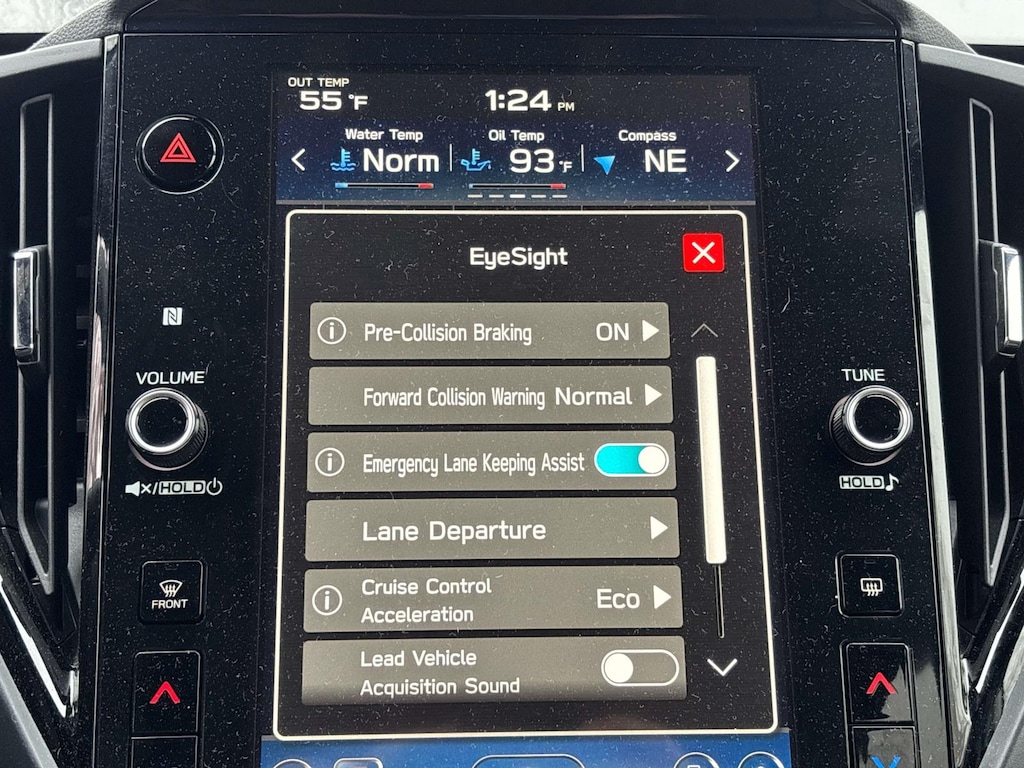 OUT TEMP
55 °F
1:24 PM
Water Temp
Oil Temp
Compass
Norm
93 °F
NE
EyeSight
Pre-Collision Braking ON
Forward Collision Warning Normal
Emergency Lane Keeping Assist
Lane Departure
Cruise Control
Acceleration
Eco
Lead Vehicle
Acquisition Sound
VOLUME
/HOLD
FRONT
TUNE
HOLD